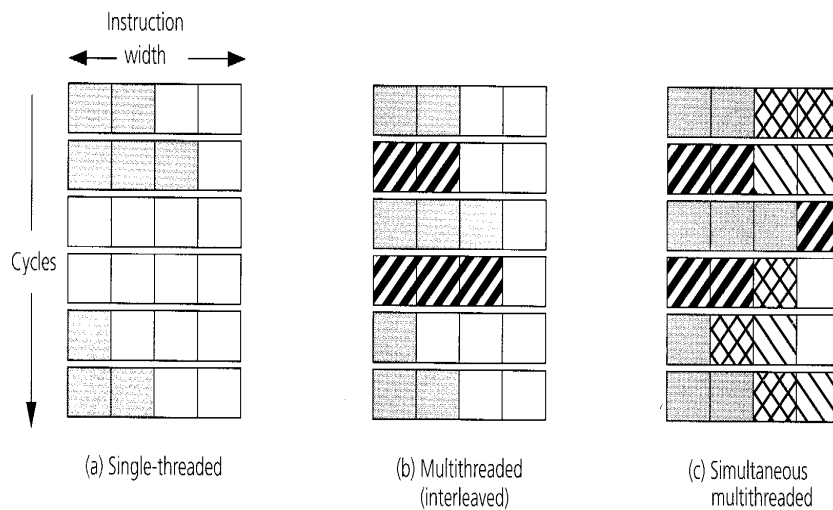 Instruction
width
Cycles
(a) Single-threaded
(b) Multithreaded
(interleaved)
(c) Simultaneous
multithreaded